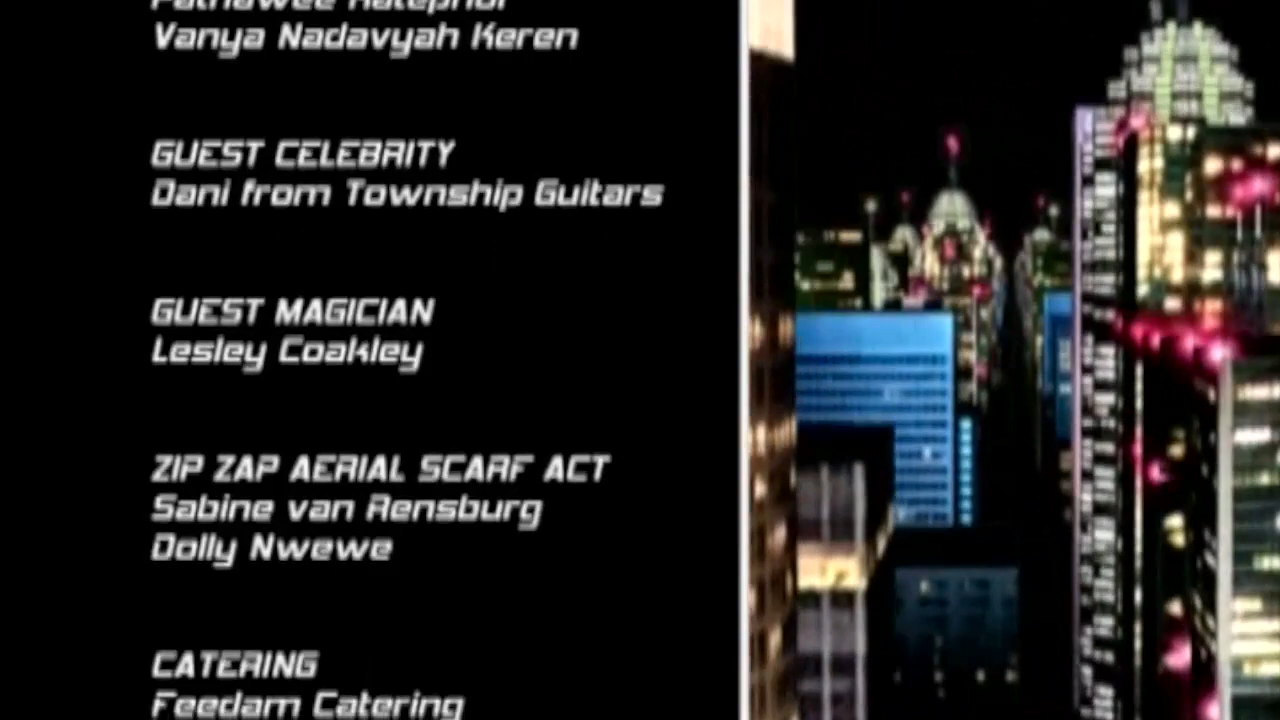 Vanya Nadavyah Keren
GUEST CELEBRITY
Dani from Township Guitars
GUEST MAGICIAN
Lesley Coakley
ZIP ZAP AERIAL SCARF ACT
Sabine van Rensburg
Dolly Nwewe
CATERING
Feedam Catering